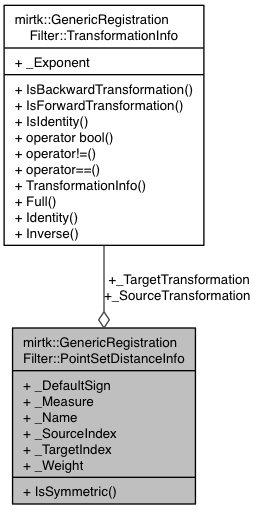 mirtk::GenericRegistration
Filter::TransformationInfo
+ _Exponent
+ IsBackwardTransformation()
+ IsForwardTransformation()
+ IsIdentity()
+ operator bool()
+ operator!=()
+ operator==()
+ TransformationInfo()
+ Full()
+ Identity()
+ Inverse()
+_TargetTransformation
+_SourceTransformation
mirtk::GenericRegistration
Filter::PointSetDistanceInfo
+ _DefaultSign
+ _Measure
+ _Name
+ _SourceIndex
+ _TargetIndex
+ _Weight
+ IsSymmetric()